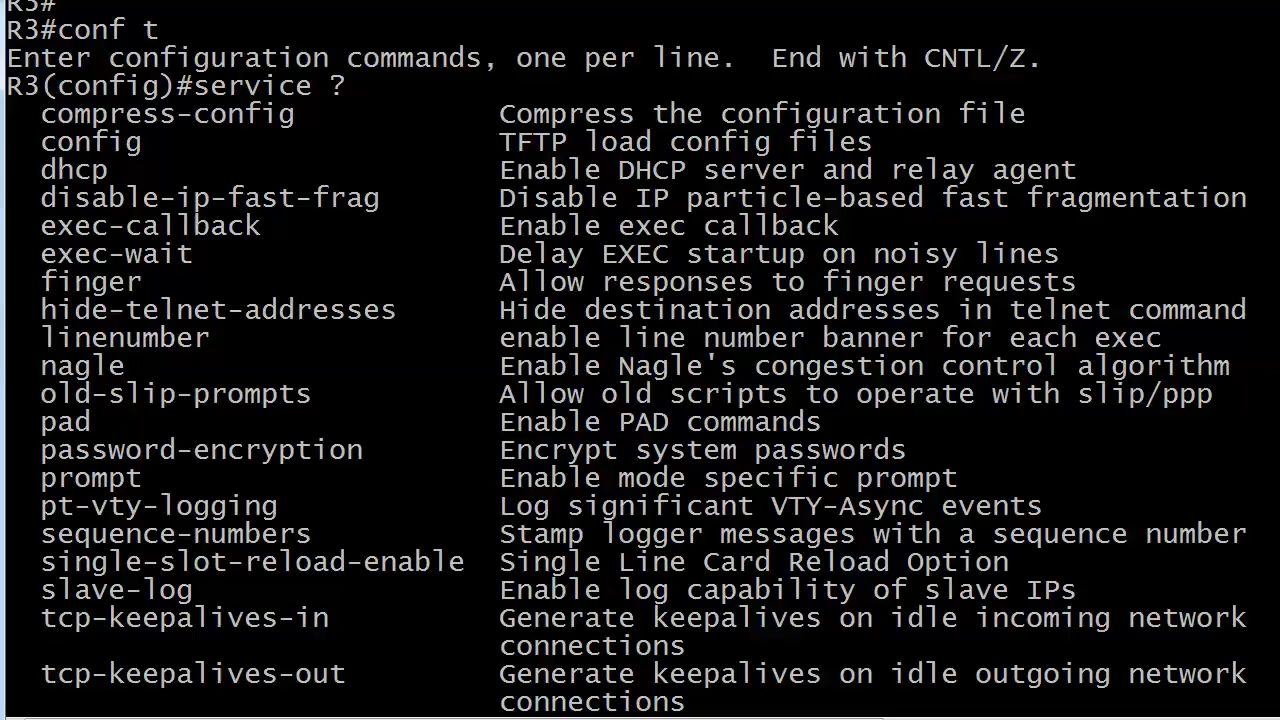 R3#
R3#conf t
Enter configuration commands, one per line.  End with CNTL/Z.
R3(config)#service ?
  compress-config            Compress the configuration file
  config                     TFTP load config files
  dhcp                       Enable DHCP server and relay agent
  disable-ip-fast-frag       Disable IP particle-based fast fragmentation
  exec-callback              Enable exec callback
  exec-wait                  Delay EXEC startup on noisy lines
  finger                     Allow responses to finger requests
  hide-telnet-addresses      Hide destination addresses in telnet command
  linenumber                 enable line number banner for each exec
  nagle                      Enable Nagle's congestion control algorithm
  old-slip-prompts           Allow old scripts to operate with slip/ppp
  pad                        Enable PAD commands
  password-encryption        Encrypt system passwords
  prompt                     Enable mode specific prompt
  pt-vty-logging             Log significant VTY-Async events
  sequence-numbers           Stamp logger messages with a sequence number
  single-slot-reload-enable  Single Line Card Reload Option
  slave-log                  Enable log capability of slave IPs
  tcp-keepalives-in          Generate keepalives on idle incoming network
                             connections
  tcp-keepalives-out         Generate keepalives on idle outgoing network
                             connections